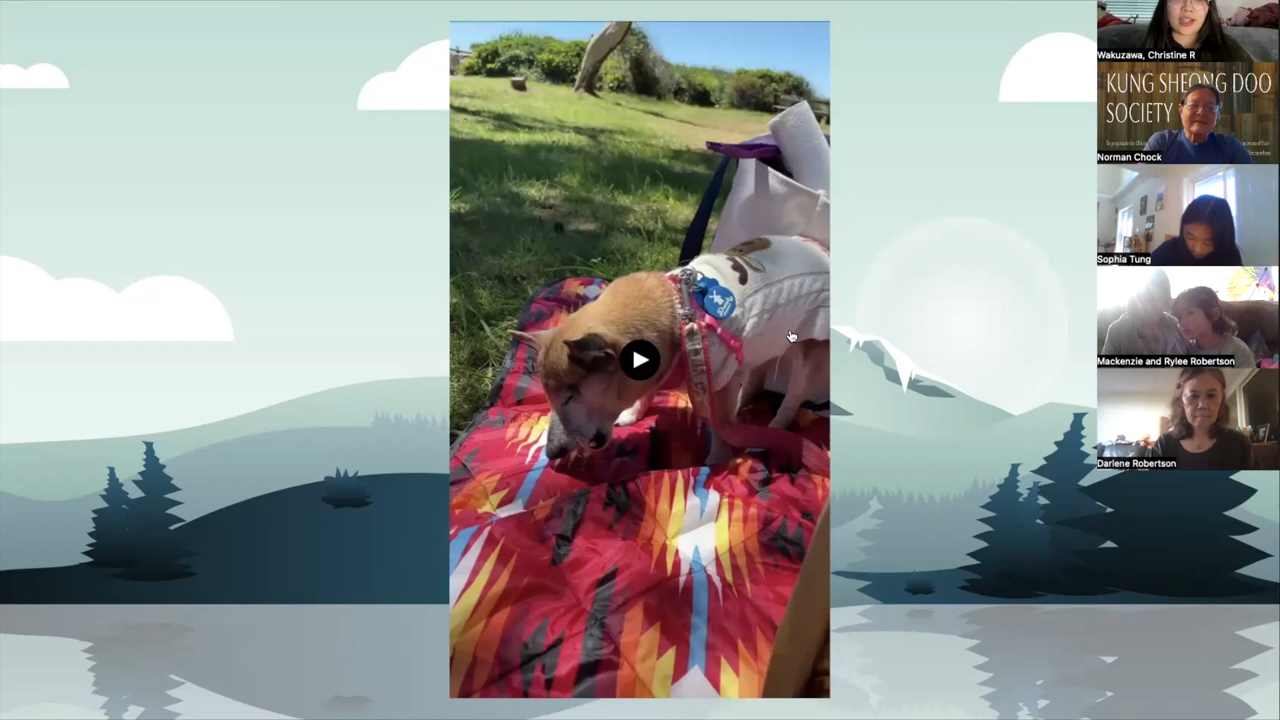 Wakuzawa, Christine R
KUNG SHEONG DOO
SOCIETY
Norman Chock
Sophia Tung
Mackenzie and Rylee Robertson
Darlene Robertson